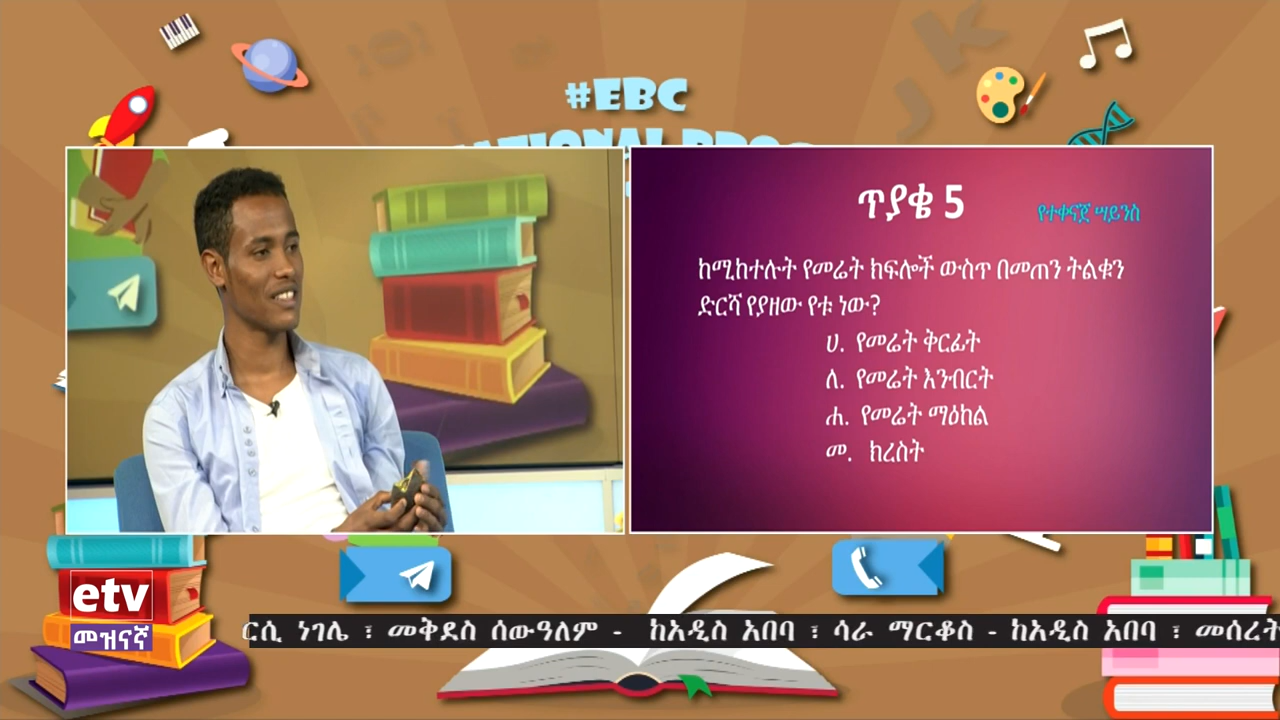 #EBC
ጥያቄ 5
የተቀናጀ ሣይንስ
ከሚከተሉት የመሬት ክፍሎች ውስጥ በመጠን ትልቁን
ድርሻ የያዘው የቱ ነው?
ሀ. የመሬት ቅርፊት
ለ. የመሬት እንብርት
ሐ. የመሬት ማዕከል
መ. ክረስት
etv
መዝናኛ
ርሲ ነገሌ ፣ መቅደስ ሰውዓለም - ከአዲስ አበባ ፣ ሳራ ማርቆስ - ከአዲስ አበባ ፣ መሰረት